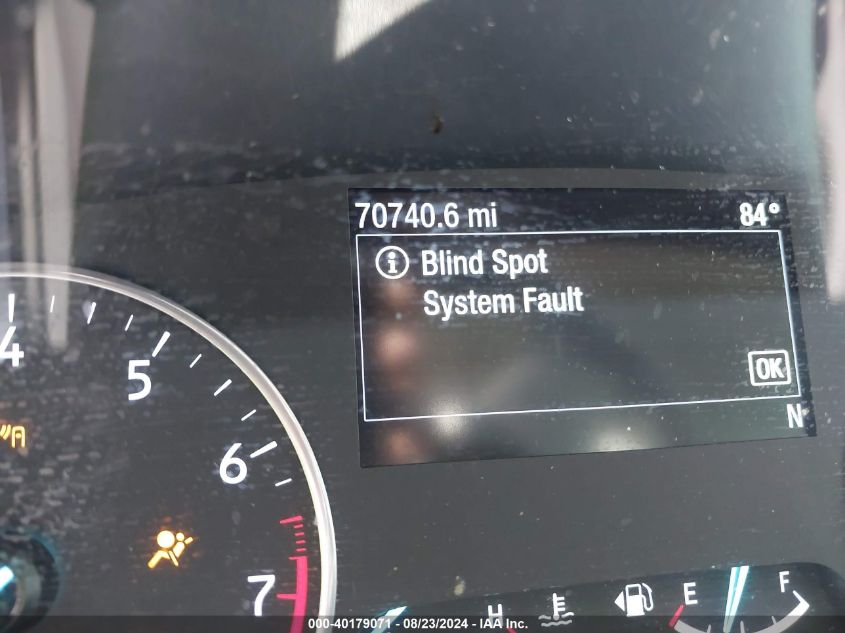 70740.6 mi 84°
Blind Spot
System Fault
OK
N
4
5
6
7
H E F
000-40179071 - 08/23/2024 - IAA Inc.